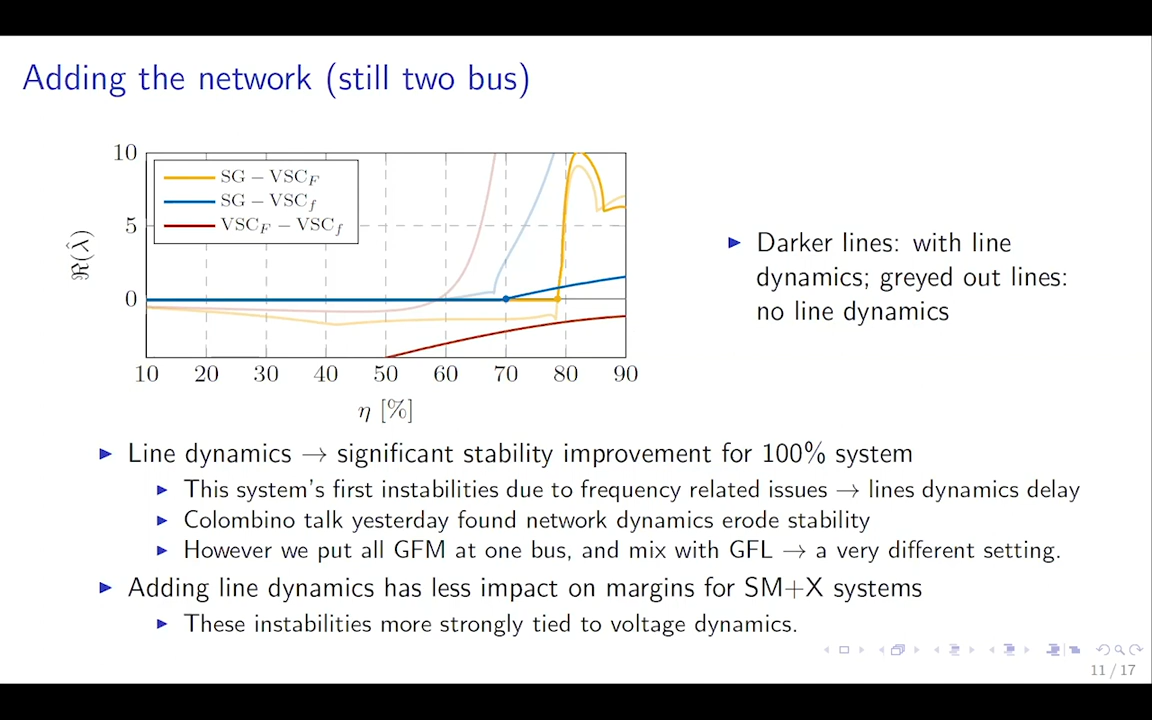 Adding the network (still two bus)
10
5
0
ℜ(λ̂)
SG − VSC_F
SG − VSC_f
VSC_F − VSC_f
10 20 30 40 50 60 70 80 90
η [%]
▶ Darker lines: with line
dynamics; greyed out lines:
no line dynamics
▶ Line dynamics → significant stability improvement for 100% system
▶ This system's first instabilities due to frequency related issues → lines dynamics delay
▶ Colombino talk yesterday found network dynamics erode stability
▶ However we put all GFM at one bus, and mix with GFL → a very different setting.
▶ Adding line dynamics has less impact on margins for SM+X systems
▶ These instabilities more strongly tied to voltage dynamics.
11 / 17